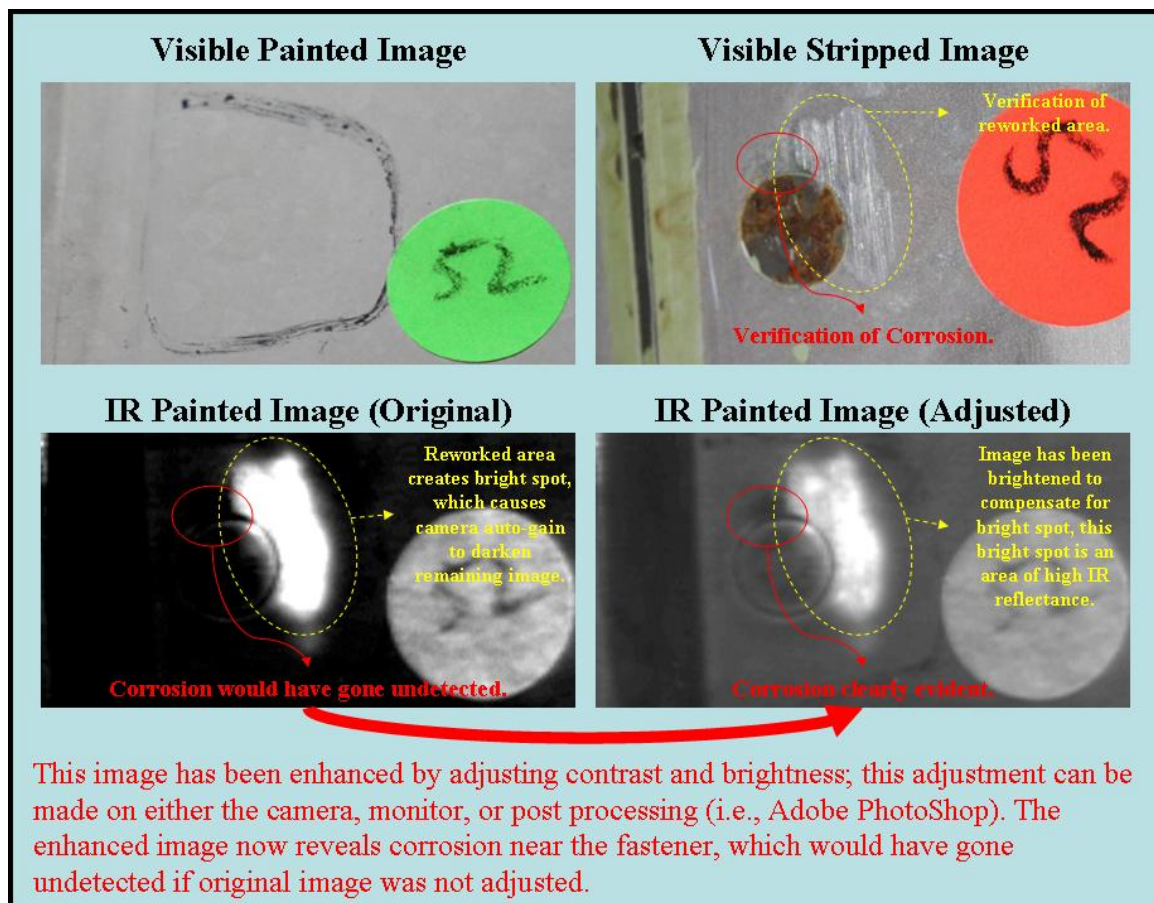 Visible Painted Image
Visible Stripped Image
52
Verification of
reworked area.
52
Verification of Corrosion.
IR Painted Image (Original)
IR Painted Image (Adjusted)
Reworked area
creates bright spot,
which causes
camera auto-gain
to darken
remaining image.
Corrosion would have gone undetected.
Image has been
brightened to
compensate for
bright spot, this
bright spot is an
area of high IR
reflectance.
Corrosion clearly evident.
This image has been enhanced by adjusting contrast and brightness; this adjustment can be
made on either the camera, monitor, or post processing (i.e., Adobe PhotoShop). The
enhanced image now reveals corrosion near the fastener, which would have gone
undetected if original image was not adjusted.